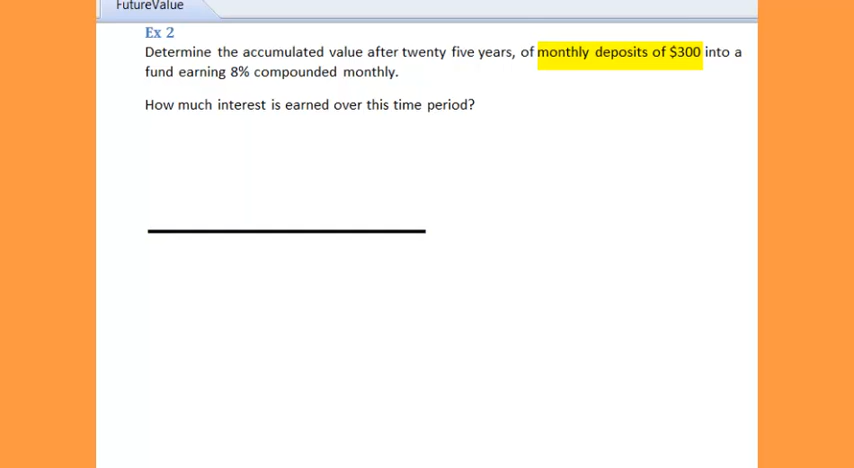 FutureValue
Ex 2
Determine the accumulated value after twenty five years, of monthly deposits of $300 into a
fund earning 8% compounded monthly.
How much interest is earned over this time period?